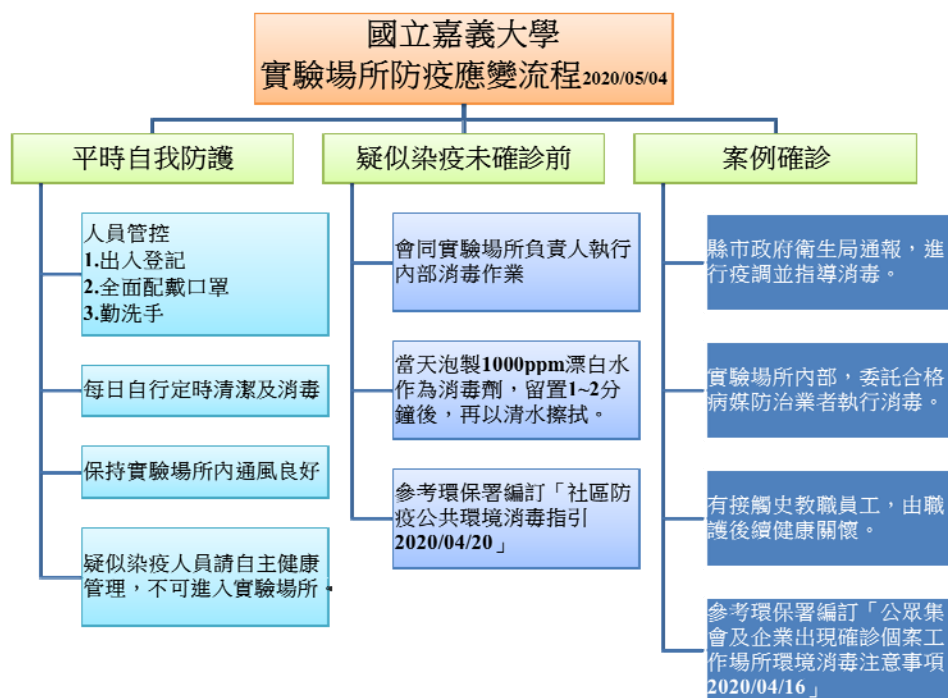 國立嘉義大學
實驗場所防疫應變流程2020/05/04
平時自我防護
人員管控
1.出入登記
2.全面配戴口罩
3.勤洗手
每日自行定時清潔及消毒
保持實驗場所內通風良好
疑似染疫人員請自主健康
管理，不可進入實驗場所。
疑似染疫未確診前
會同實驗場所負責人執行
內部消毒作業
當天泡製1000ppm漂白水
作為消毒劑，留置1~2分
鐘後，再以清水擦拭。
參考環保署編訂「社區防
疫公共環境消毒指引
2020/04/20」
案例確診
縣市政府衛生局通報，進
行疫調並指導消毒。
實驗場所內部，委託合格
病媒防治業者執行消毒。
有接觸史教職員工，由職
護後續健康關懷。
參考環保署編訂「公眾集
會及企業出現確診個案工
作場所環境消毒注意事項
2020/04/16」